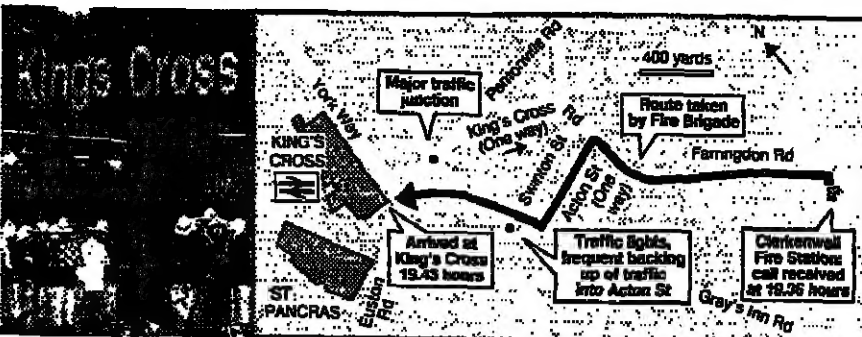 Kings Cross
York Way
Major traffic
junction
Pentonville Rd
400 yards
N
King's Cross Rd
(One way)
Route taken
by Fire Brigade
KING'S
CROSS
Swinton St
Acton St
(One
way)
Farringdon Rd
Arrived at
King's Cross
19.43 hours
Traffic lights,
frequent backing
up of traffic
into Acton St
Clerkenwell
Fire Station:
call received
at 19.36 hours
ST
PANCRAS
Euston
Rd
Gray's Inn Rd